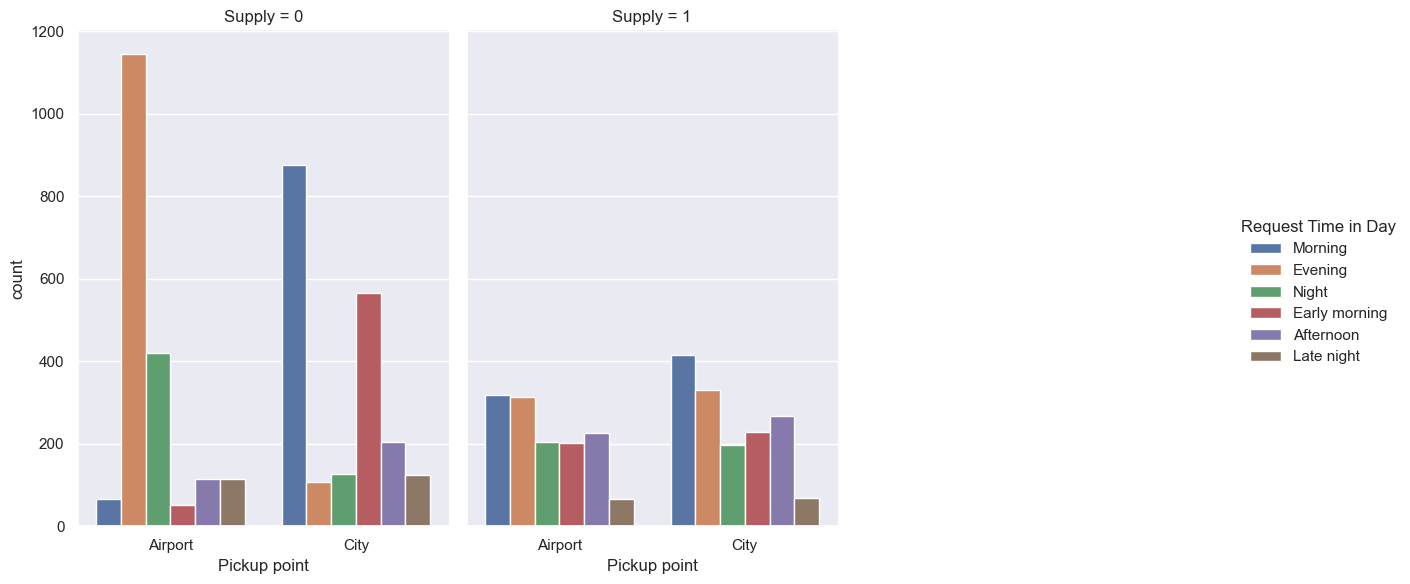 Supply = 0
Supply = 1
1200
1000
800
600
400
200
0
count
Airport
City
Pickup point
Airport
City
Pickup point
Request Time in Day
Morning
Evening
Night
Early morning
Afternoon
Late night